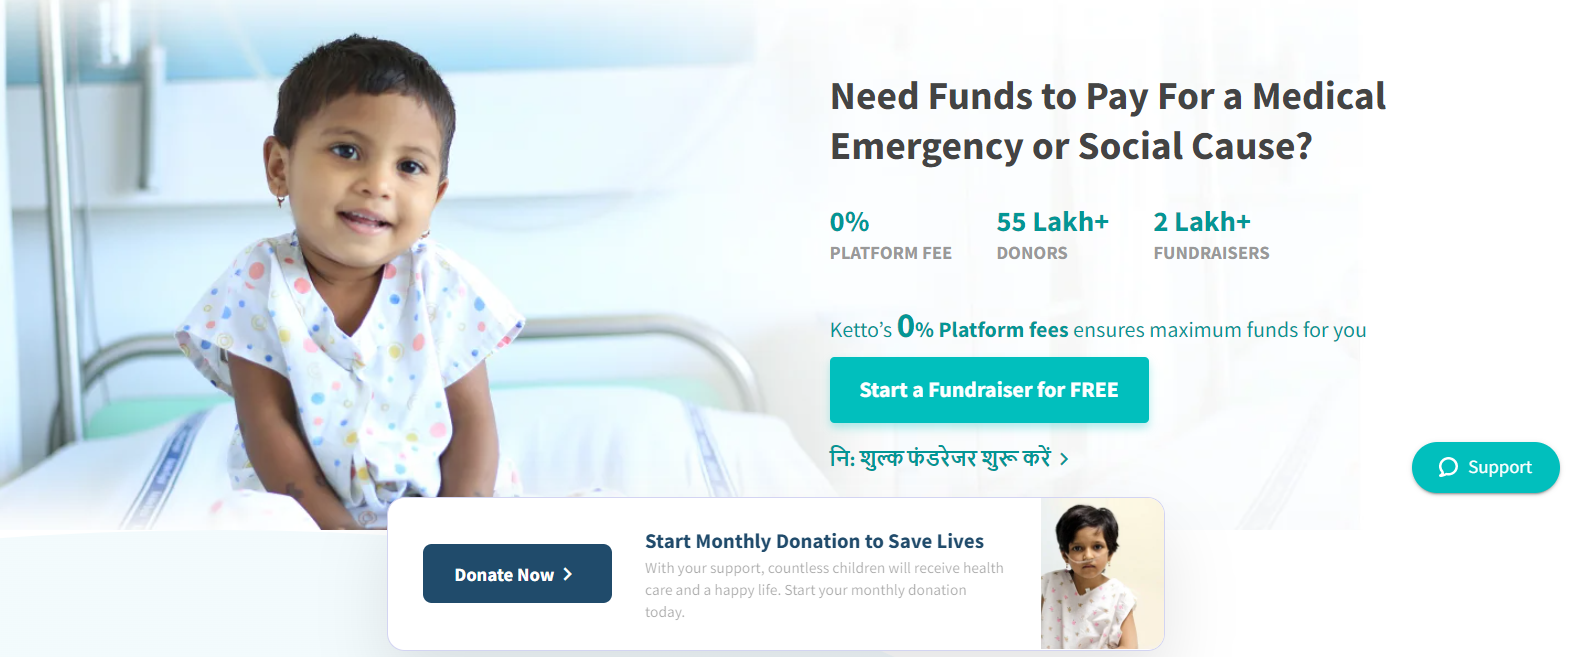 Need Funds to Pay For a Medical
Emergency or Social Cause?
0%
PLATFORM FEE
55 Lakh+
DONORS
2 Lakh+
FUNDRAISERS
Ketto’s 0% Platform fees ensures maximum funds for you
Start a Fundraiser for FREE
नि: शुल्क फंडरेजर शुरू करें
Support
Donate Now
Start Monthly Donation to Save Lives
With your support, countless children will receive health
care and a happy life. Start your monthly donation
today.